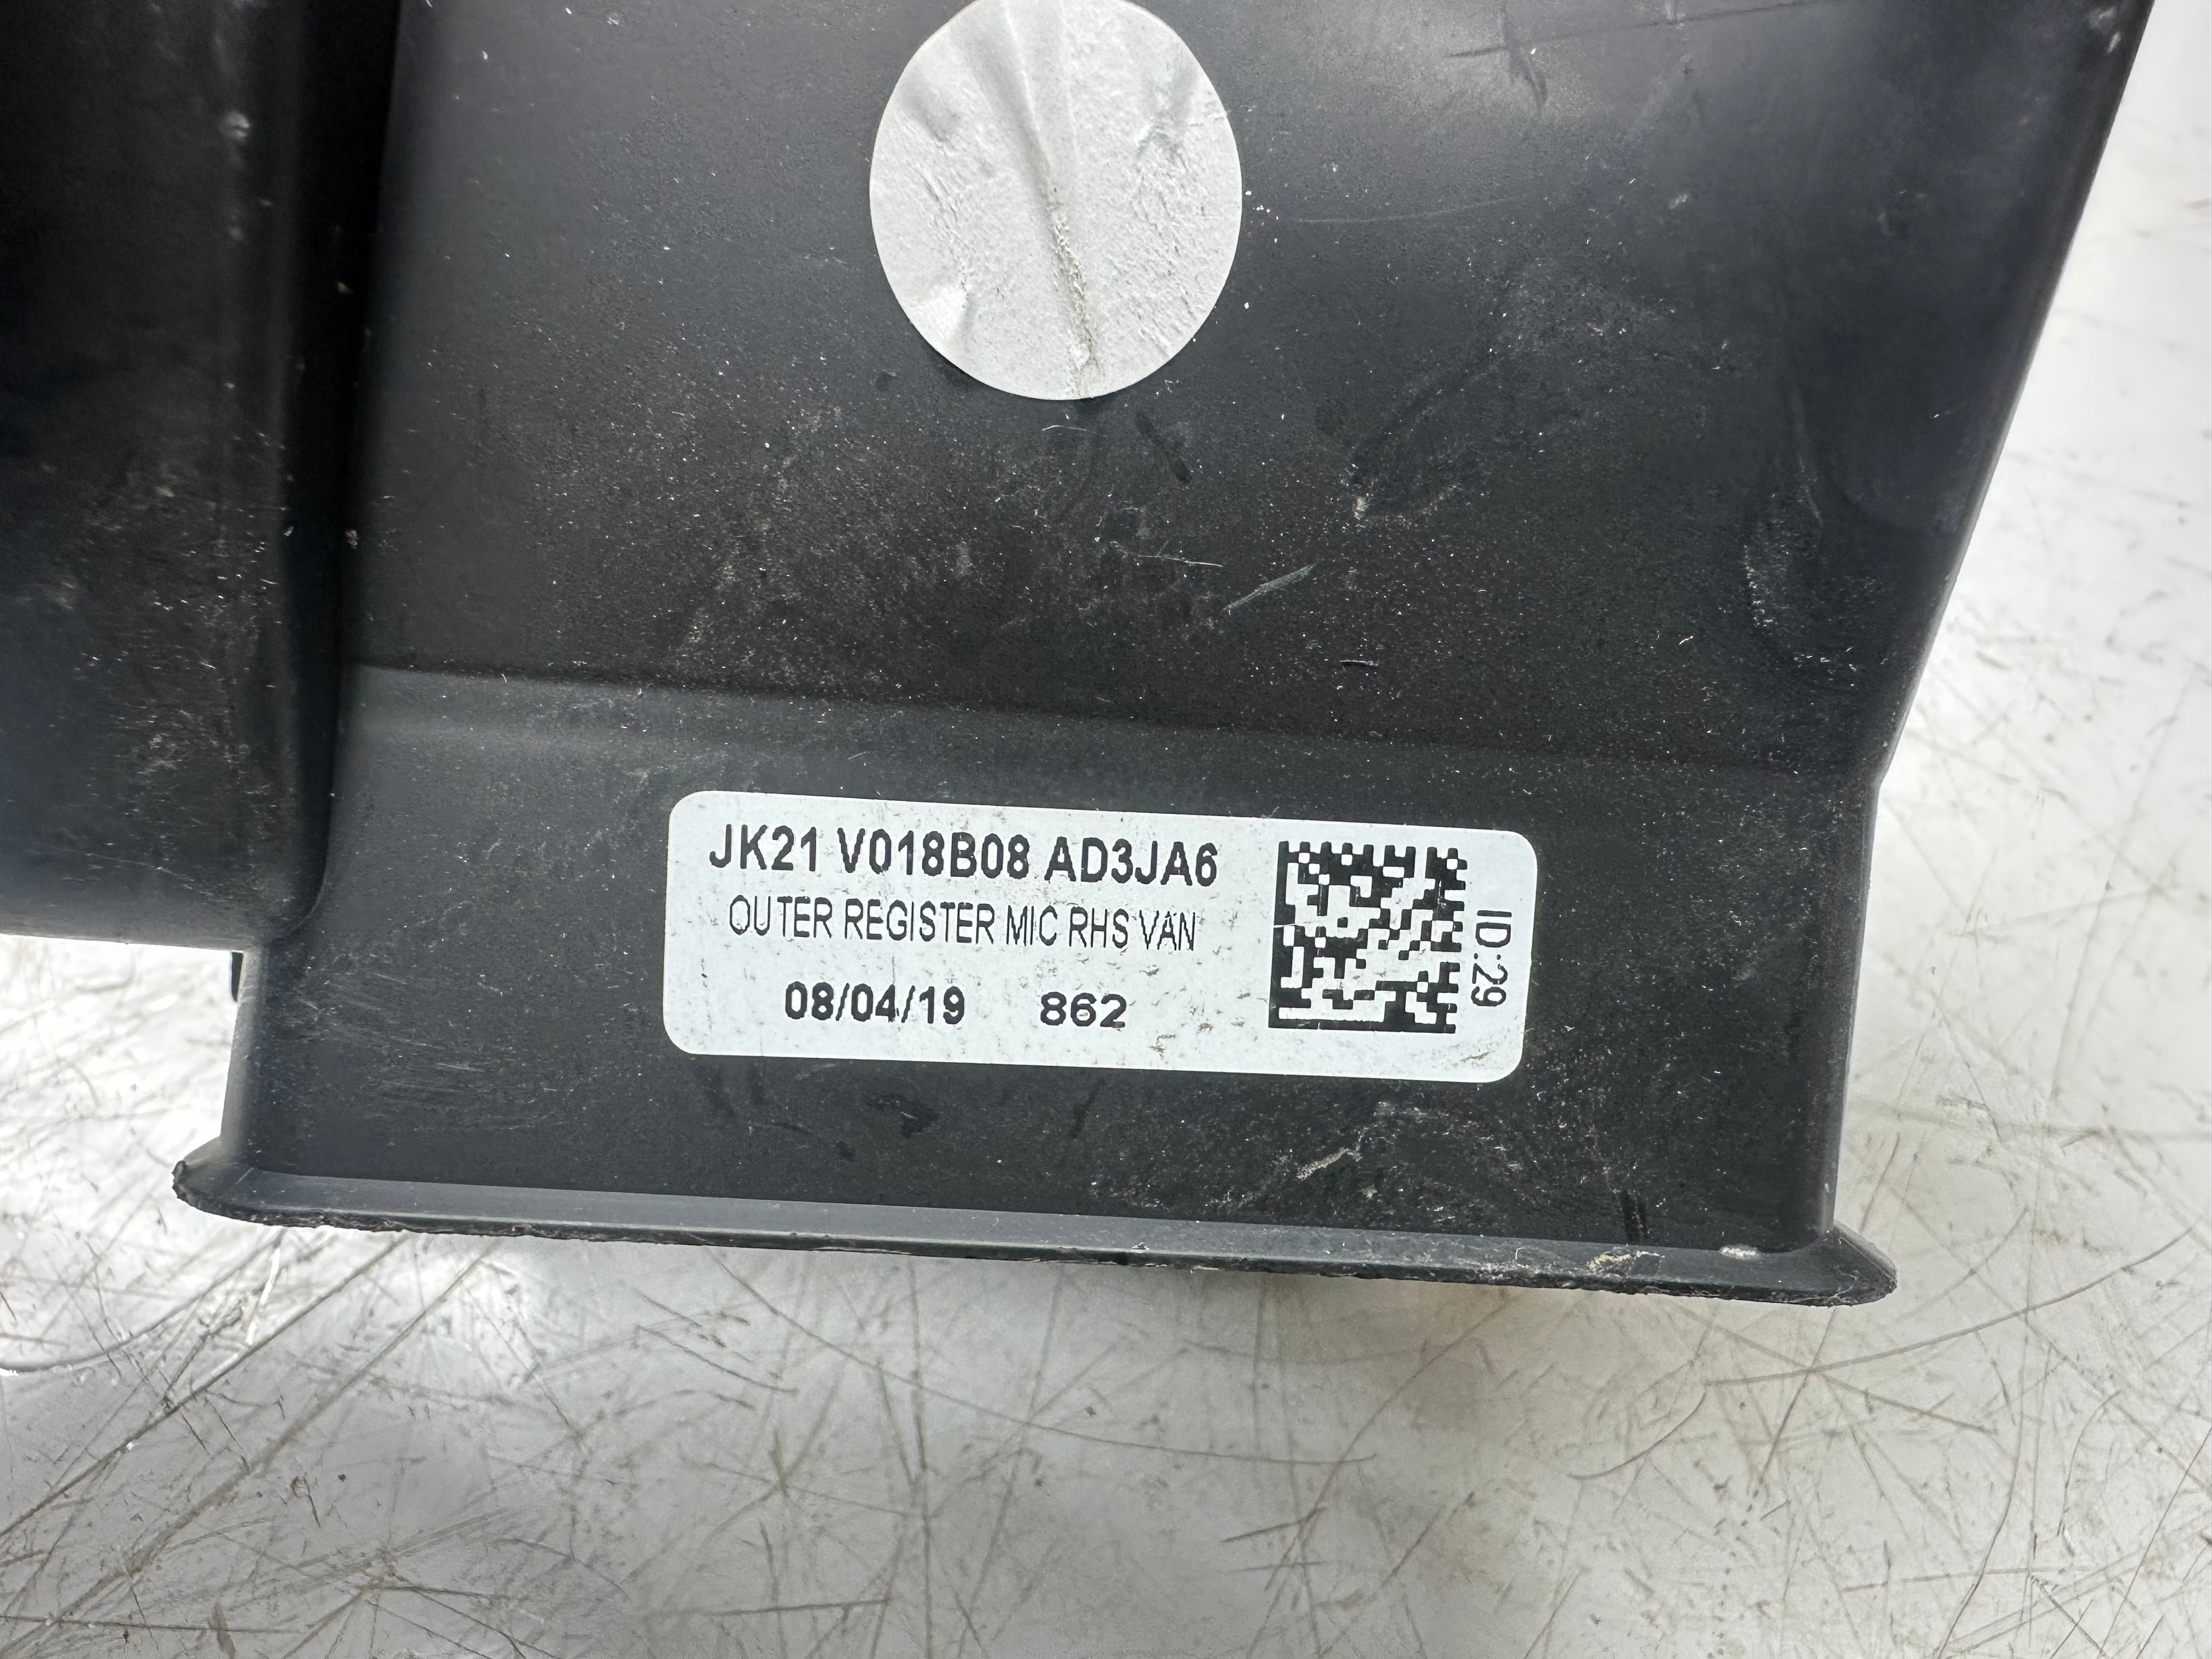 JK21 V018B08 AD3JA6
OUTER REGISTER MIC RHS VAN
08/04/19 862
ID:29